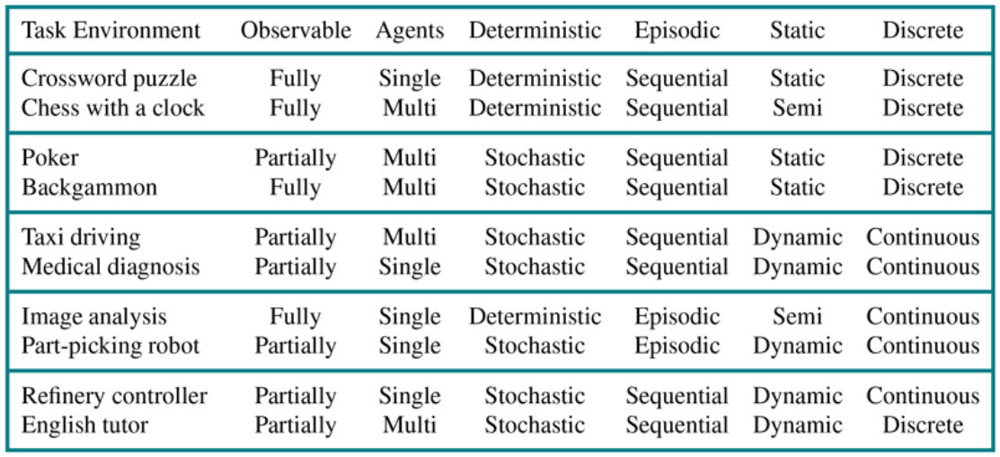 Task Environment Observable Agents Deterministic Episodic Static Discrete
Crossword puzzle Fully Single Deterministic Sequential Static Discrete
Chess with a clock Fully Multi Deterministic Sequential Semi Discrete
Poker Partially Multi Stochastic Sequential Static Discrete
Backgammon Fully Multi Stochastic Sequential Static Discrete
Taxi driving Partially Multi Stochastic Sequential Dynamic Continuous
Medical diagnosis Partially Single Stochastic Sequential Dynamic Continuous
Image analysis Fully Single Deterministic Episodic Semi Continuous
Part-picking robot Partially Single Stochastic Episodic Dynamic Continuous
Refinery controller Partially Single Stochastic Sequential Dynamic Continuous
English tutor Partially Multi Stochastic Sequential Dynamic Discrete